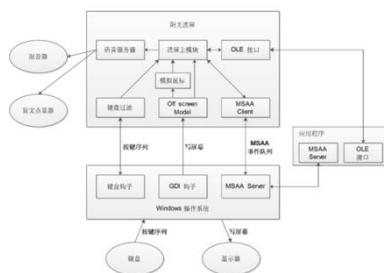 阳光读屏
混音器
语音服务器
读屏主模块
OLE 接口
模拟鼠标
盲文点显器
键盘过滤
Off screen
Model
MSAA
Client
按键序列
写屏幕
MSAA
事件队列
应用程序
MSAA
Server
OLE
接口
键盘钩子
GDI 钩子
MSAA Server
Windows 操作系统
按键序列
写屏幕
键盘
显示器